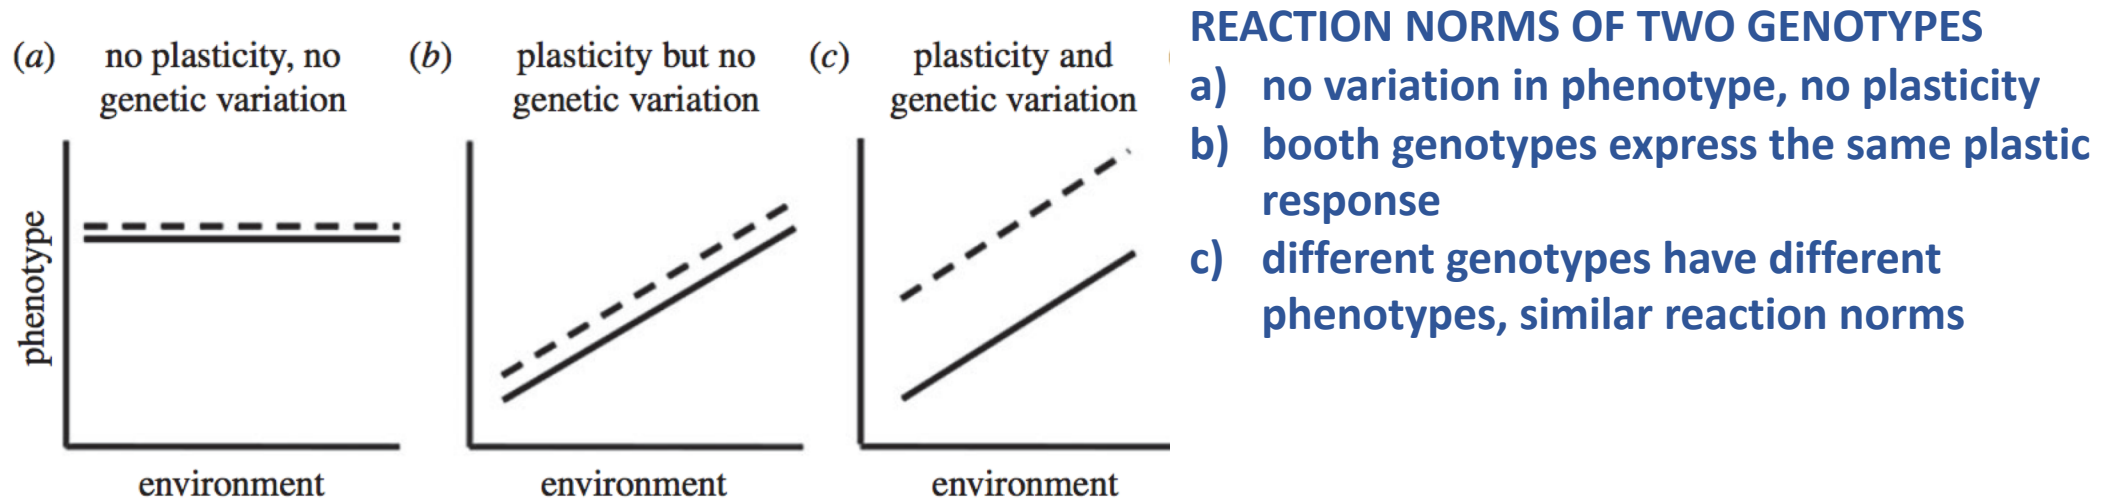 (a) no plasticity, no
genetic variation
(b) plasticity but no
genetic variation
(c) plasticity and
genetic variation
phenotype
environment
environment
environment
REACTION NORMS OF TWO GENOTYPES
a) no variation in phenotype, no plasticity
b) booth genotypes express the same plastic
response
c) different genotypes have different
phenotypes, similar reaction norms